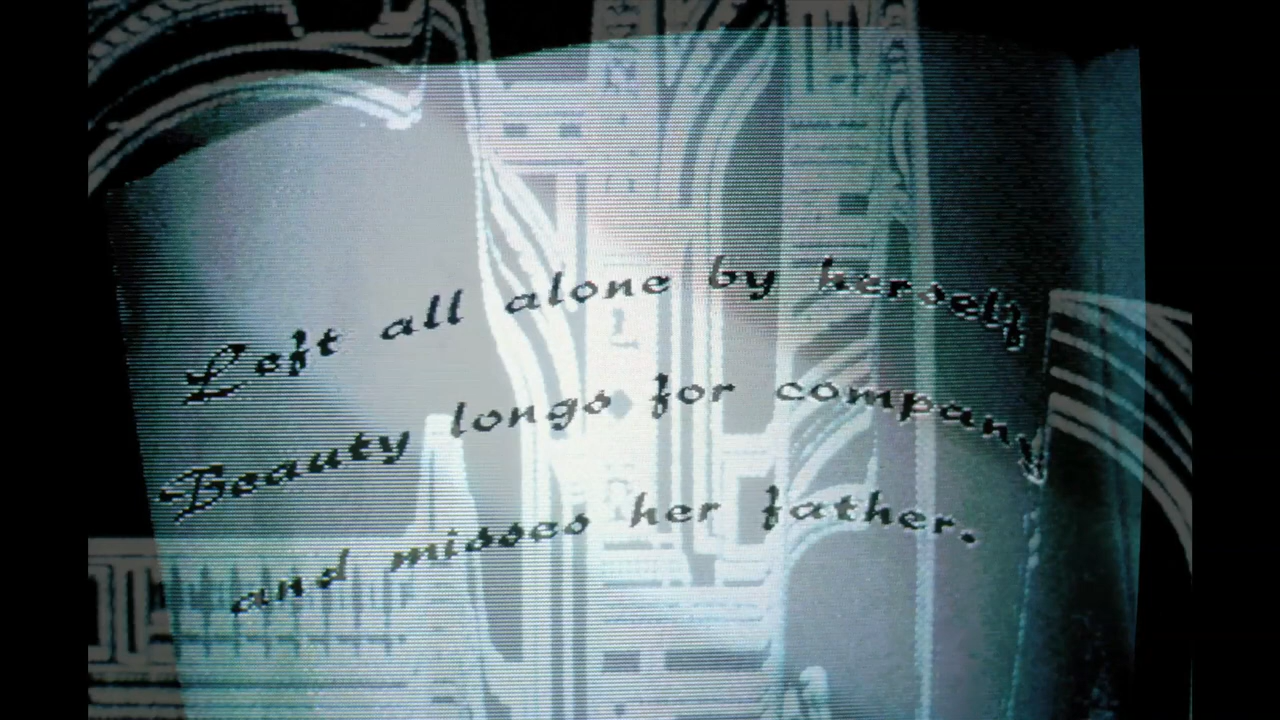 Left all alone by herself
Beauty longs for company
and misses her father.